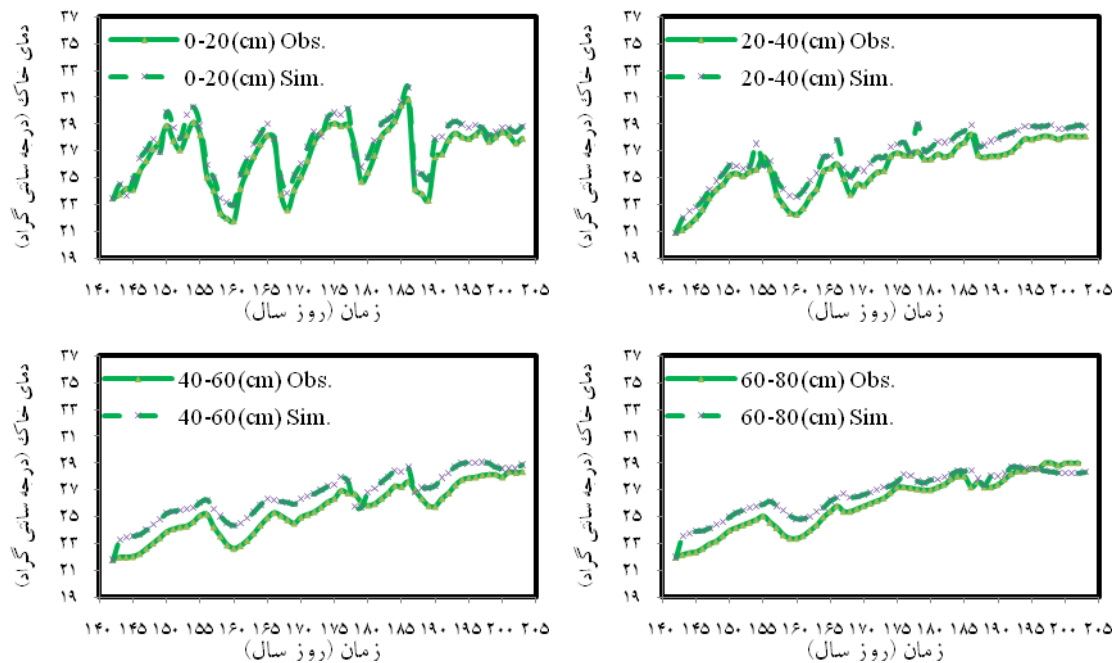 دمای خاک (درجه سانتی گراد)
۳۷
۳۵
۳۳
۳۱
۲۹
۲۷
۲۵
۲۳
۲۱
۱۹
0-20(cm) Obs.
0-20(cm) Sim.
۱۴۰ ۱۴۵ ۱۵۰ ۱۵۵ ۱۶۰ ۱۶۵ ۱۷۰ ۱۷۵ ۱۸۰ ۱۸۵ ۱۹۰ ۱۹۵ ۲۰۰ ۲۰۵
زمان (روز سال)
دمای خاک (درجه سانتی گراد)
۳۷
۳۵
۳۳
۳۱
۲۹
۲۷
۲۵
۲۳
۲۱
۱۹
20-40(cm) Obs.
20-40(cm) Sim.
۱۴۰ ۱۴۵ ۱۵۰ ۱۵۵ ۱۶۰ ۱۶۵ ۱۷۰ ۱۷۵ ۱۸۰ ۱۸۵ ۱۹۰ ۱۹۵ ۲۰۰ ۲۰۵
زمان (روز سال)
دمای خاک (درجه سانتی گراد)
۳۷
۳۵
۳۳
۳۱
۲۹
۲۷
۲۵
۲۳
۲۱
۱۹
40-60(cm) Obs.
40-60(cm) Sim.
۱۴۰ ۱۴۵ ۱۵۰ ۱۵۵ ۱۶۰ ۱۶۵ ۱۷۰ ۱۷۵ ۱۸۰ ۱۸۵ ۱۹۰ ۱۹۵ ۲۰۰ ۲۰۵
زمان (روز سال)
دمای خاک (درجه سانتی گراد)
۳۷
۳۵
۳۳
۳۱
۲۹
۲۷
۲۵
۲۳
۲۱
۱۹
60-80(cm) Obs.
60-80(cm) Sim.
۱۴۰ ۱۴۵ ۱۵۰ ۱۵۵ ۱۶۰ ۱۶۵ ۱۷۰ ۱۷۵ ۱۸۰ ۱۸۵ ۱۹۰ ۱۹۵ ۲۰۰ ۲۰۵
زمان (روز سال)